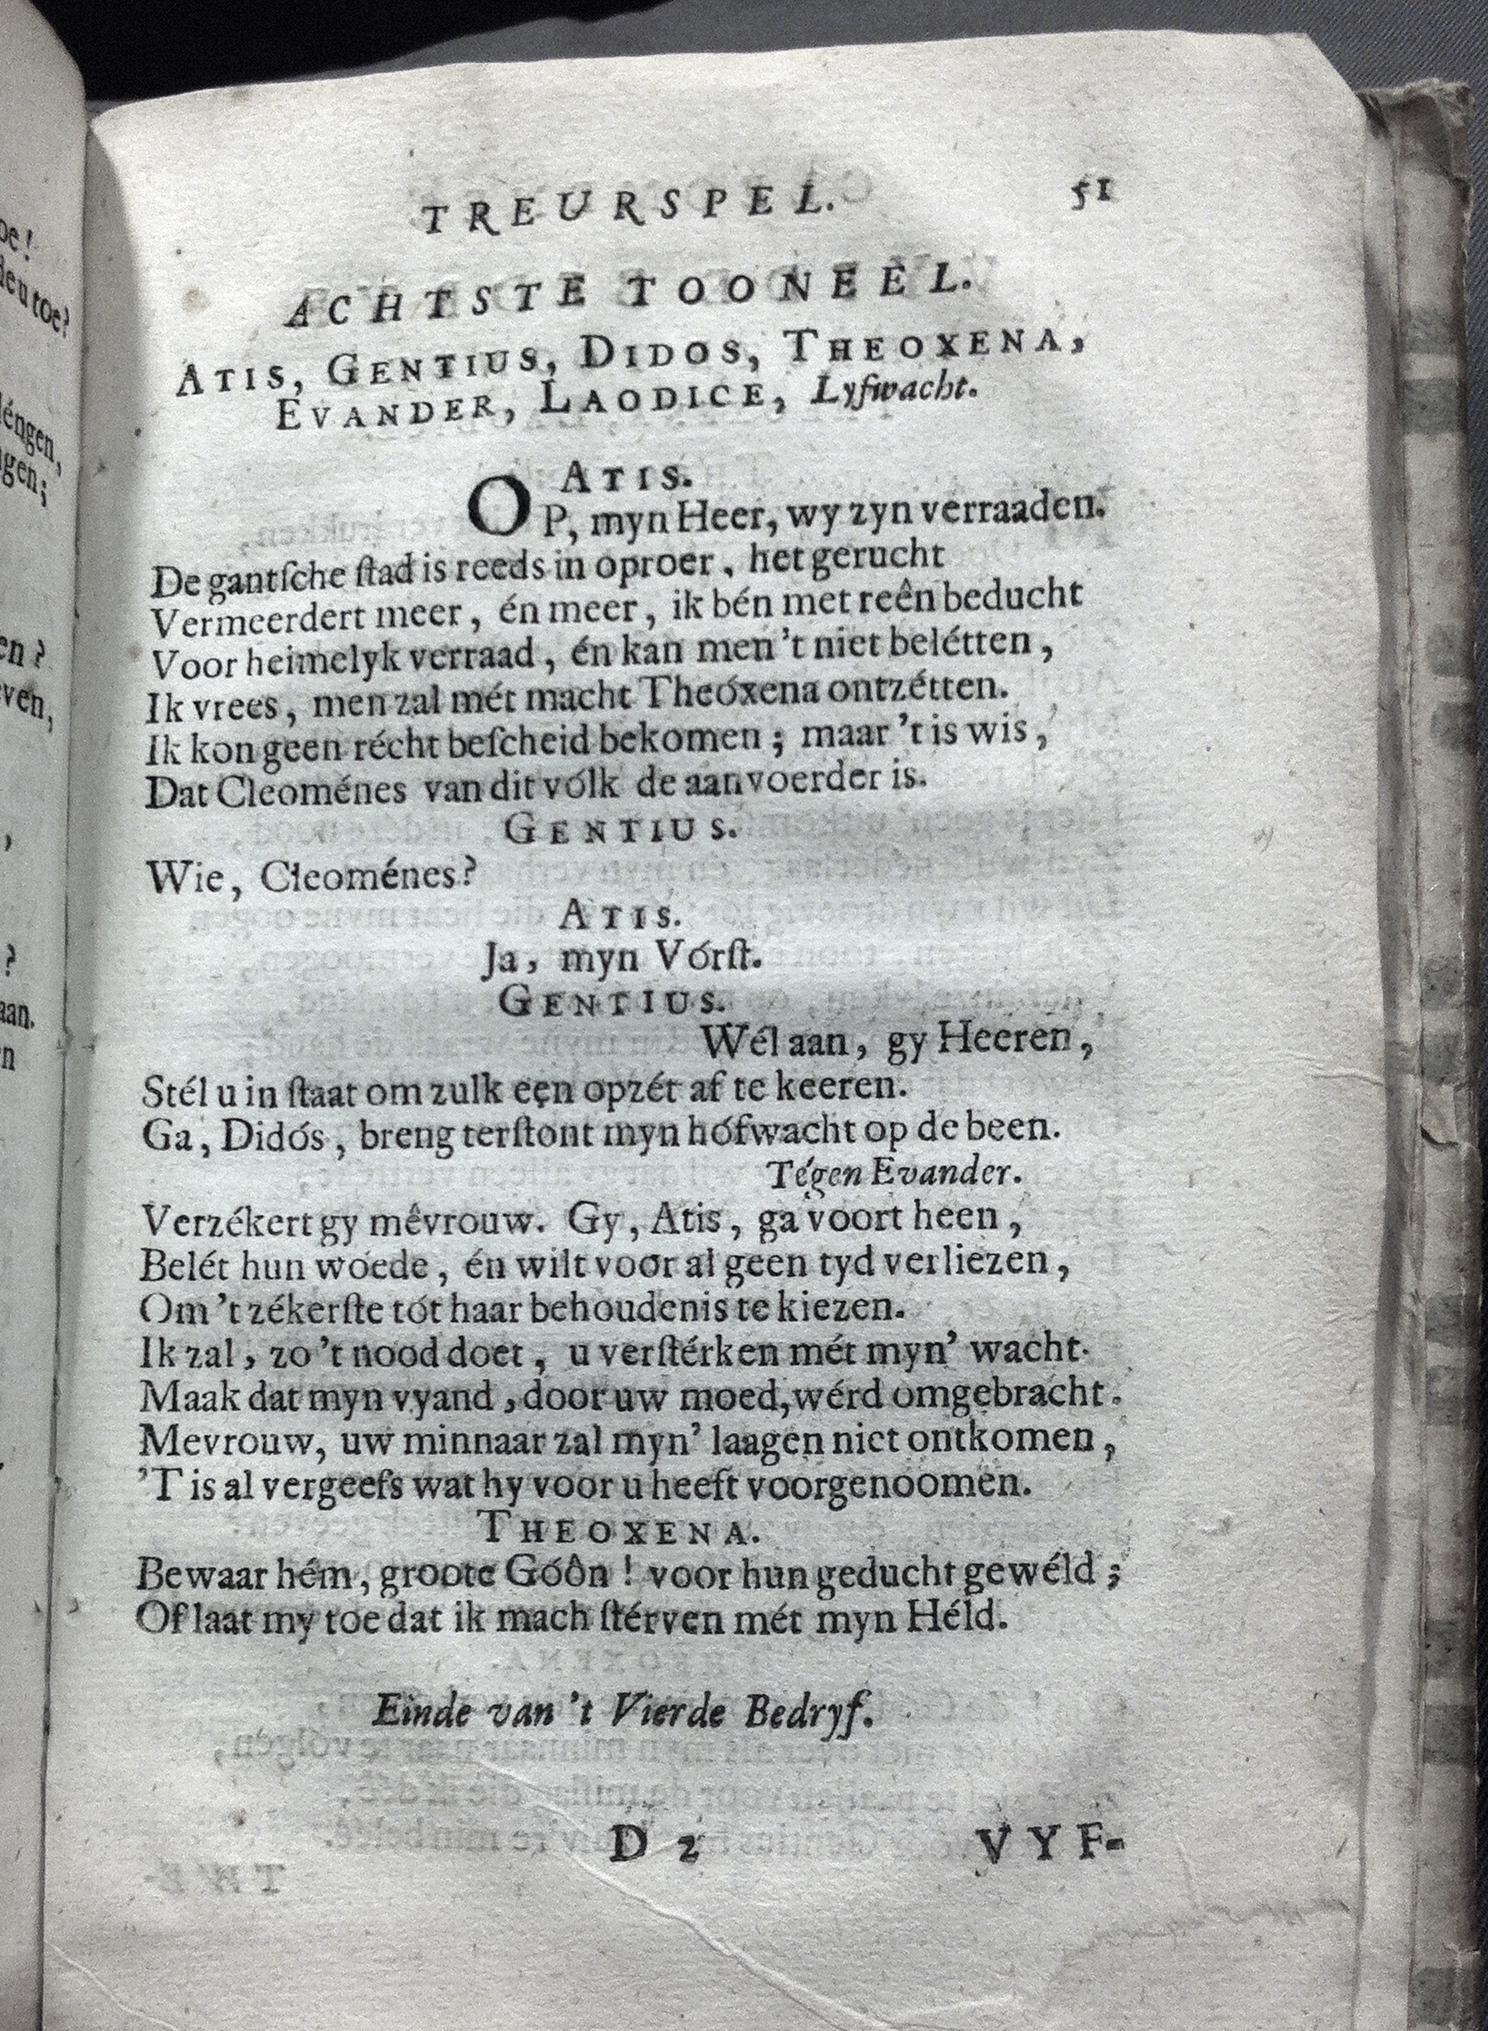 TREURSPEL. 51
ACHTSTE TOONEEL.
ATIS, GENTIUS, DIDOS, THEOXENA,
EVANDER, LAODICE, Lyfwacht.
ATIS.
OP, myn Heer, wy zyn verraaden.
De gantſche ſtad is reeds in oproer, het gerucht
Vermeerdert meer, én meer, ik bén met reên beducht
Voor heimelyk verraad, én kan men 't niet belétten,
Ik vrees, men zal mét macht Theóxena ontzétten.
Ik kon geen récht beſcheid bekomen; maar 't is wis,
Dat Cleoménes van dit vólk de aanvoerder is.
GENTIUS.
Wie, Cleoménes?
ATIS.
Ja, myn Vórſt.
GENTIUS.
Wél aan, gy Heeren,
Stél u in ſtaat om zulk een opzét af te keeren.
Ga, Didós, breng terſtont myn hófwacht op de been.
Tégen Evander.
Verzékert gy mêvrouw. Gy, Atis, ga voort heen,
Belét hun woede, én wilt voor al geen tyd verliezen,
Om 't zékerſte tót haar behoudenis te kiezen.
Ik zal, zo 't nood doet, u verſtérken mét myn' wacht.
Maak dat myn vyand, door uw moed, wérd omgebracht.
Mevrouw, uw minnaar zal myn' laagen niet ontkomen,
'T is al vergeefs wat hy voor u heeft voorgenoomen.
THEOXENA.
Bewaar hém, groote Góôn! voor hun geducht gewéld;
Of laat my toe dat ik mach ſtérven mét myn Héld.
Einde van 't Vierde Bedryf.
D 2 VYF-